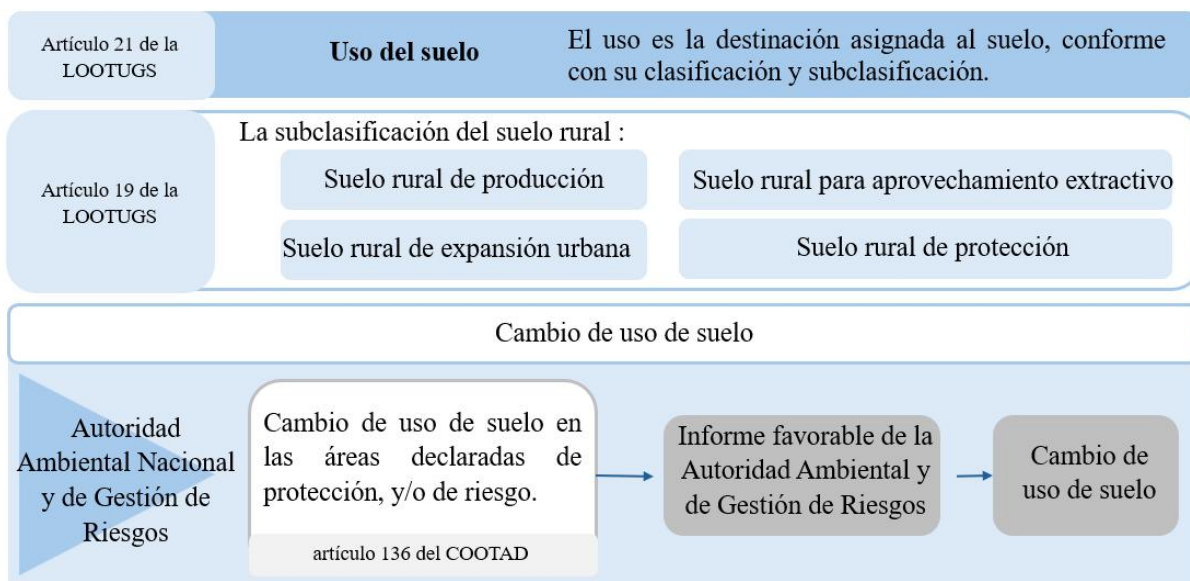 Artículo 21 de la
LOOTUGS
Uso del suelo
El uso es la destinación asignada al suelo, conforme
con su clasificación y subclasificación.
La subclasificación del suelo rural :
Artículo 19 de la
LOOTUGS
Suelo rural de producción
Suelo rural para aprovechamiento extractivo
Suelo rural de expansión urbana
Suelo rural de protección
Cambio de uso de suelo
Autoridad
Ambiental Nacional
y de Gestión de
Riesgos
Cambio de uso de suelo en
las áreas declaradas de
protección, y/o de riesgo.
artículo 136 del COOTAD
Informe favorable de la
Autoridad Ambiental y
de Gestión de Riesgos
Cambio de
uso de suelo